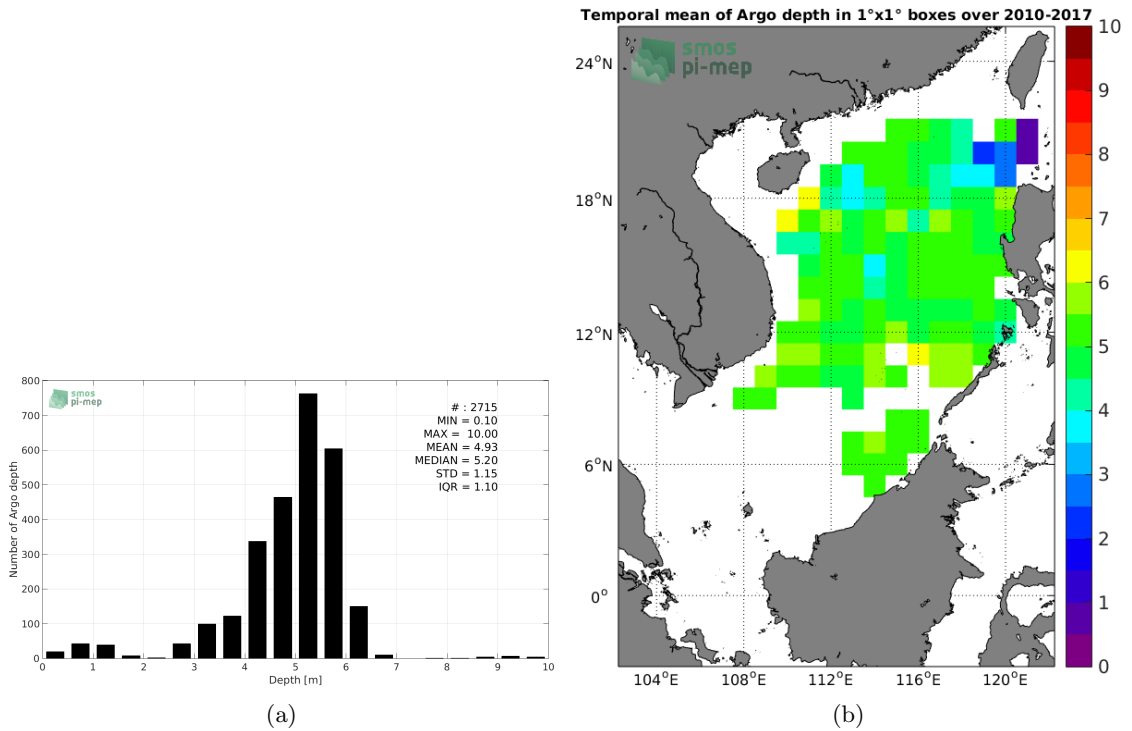 smos
pi-mep
# : 2715
MIN = 0.10
MAX = 10.00
MEAN = 4.93
MEDIAN = 5.20
STD = 1.15
IQR = 1.10
Number of Argo depth
800
700
600
500
400
300
200
100
0
0 1 2 3 4 5 6 7 8 9 10
Depth [m]
(a)
Temporal mean of Argo depth in 1°x1° boxes over 2010-2017
smos
pi-mep
24°N
18°N
12°N
6°N
0°
104°E 108°E 112°E 116°E 120°E
10
9
8
7
6
5
4
3
2
1
0
(b)